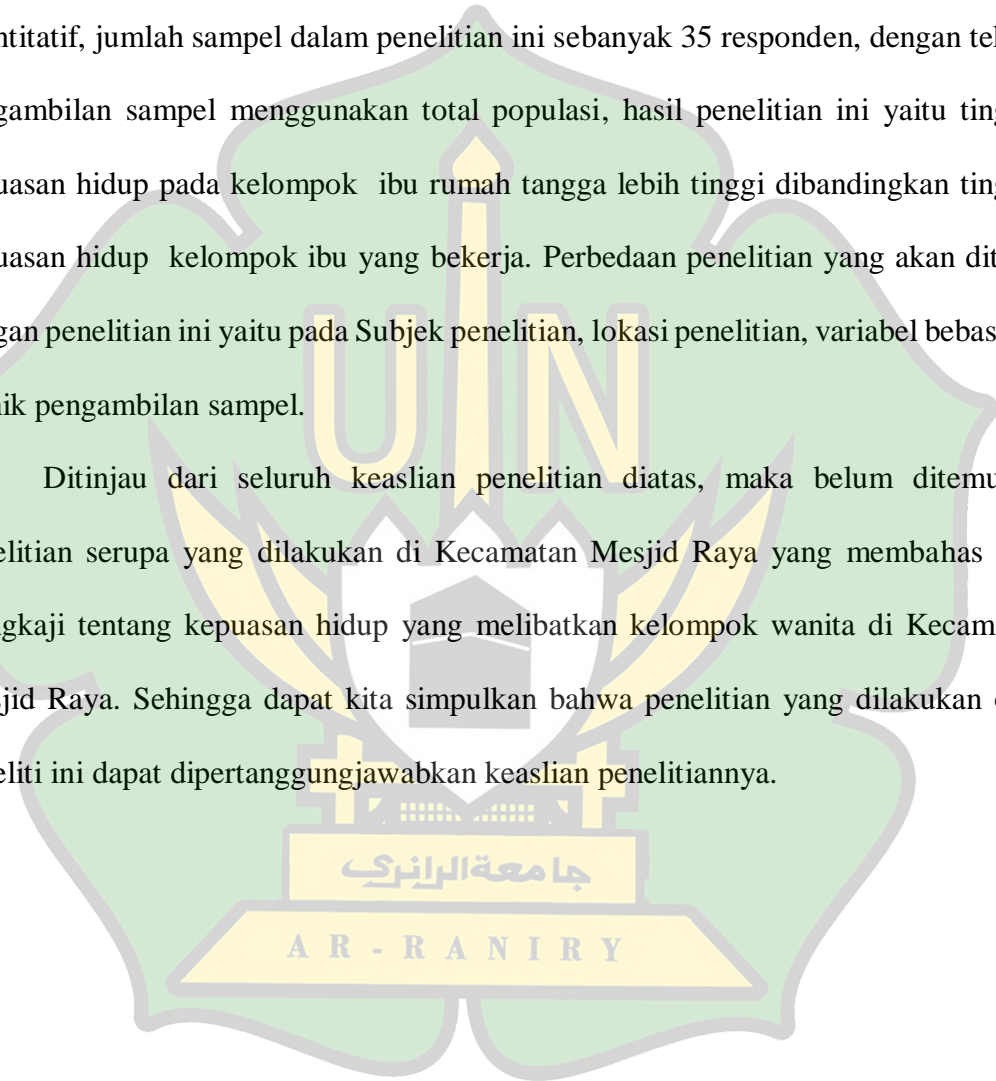 ntitatif, jumlah sampel dalam penelitian ini sebanyak 35 responden, dengan tel
gambilan sampel menggunakan total populasi, hasil penelitian ini yaitu ting
uasan hidup pada kelompok ibu rumah tangga lebih tinggi dibandingkan ting
uasan hidup kelompok ibu yang bekerja. Perbedaan penelitian yang akan dit
gan penelitian ini yaitu pada Subjek penelitian, lokasi penelitian, variabel bebas
nik pengambilan sampel.
Ditinjau dari seluruh keaslian penelitian diatas, maka belum ditemu
elitian serupa yang dilakukan di Kecamatan Mesjid Raya yang membahas
gkaji tentang kepuasan hidup yang melibatkan kelompok wanita di Kecam
jid Raya. Sehingga dapat kita simpulkan bahwa penelitian yang dilakukan
eliti ini dapat dipertanggungjawabkan keaslian penelitiannya.
UIN
جامعةالرانري
AR-RANIRY